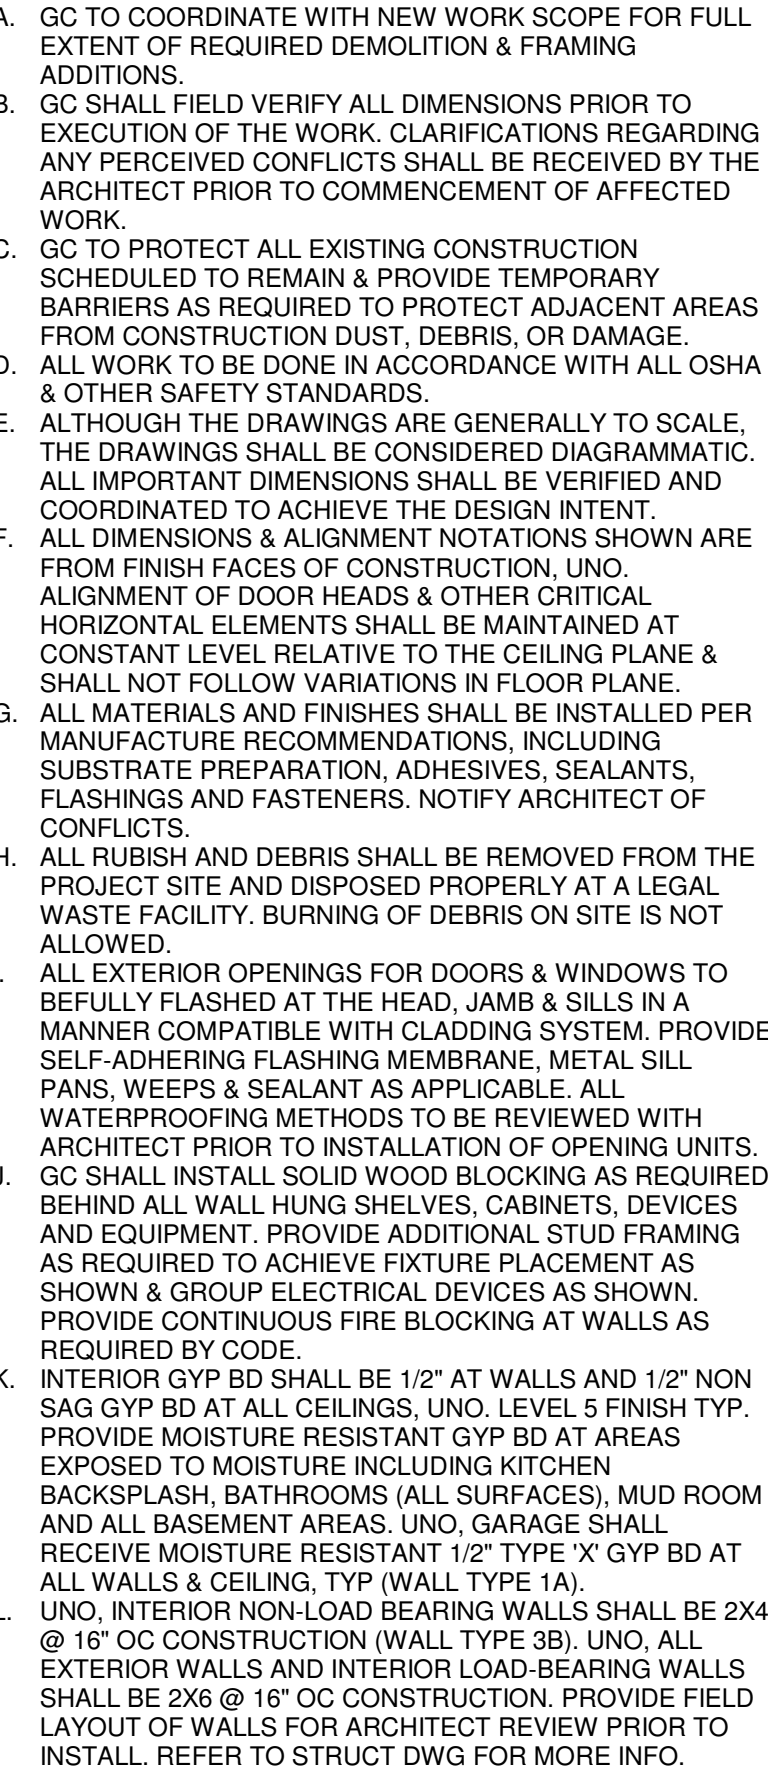 A. GC TO COORDINATE WITH NEW WORK SCOPE FOR FULL
EXTENT OF REQUIRED DEMOLITION & FRAMING
ADDITIONS.
B. GC SHALL FIELD VERIFY ALL DIMENSIONS PRIOR TO
EXECUTION OF THE WORK. CLARIFICATIONS REGARDING
ANY PERCEIVED CONFLICTS SHALL BE RECEIVED BY THE
ARCHITECT PRIOR TO COMMENCEMENT OF AFFECTED
WORK.
C. GC TO PROTECT ALL EXISTING CONSTRUCTION
SCHEDULED TO REMAIN & PROVIDE TEMPORARY
BARRIERS AS REQUIRED TO PROTECT ADJACENT AREAS
FROM CONSTRUCTION DUST, DEBRIS, OR DAMAGE.
D. ALL WORK TO BE DONE IN ACCORDANCE WITH ALL OSHA
& OTHER SAFETY STANDARDS.
E. ALTHOUGH THE DRAWINGS ARE GENERALLY TO SCALE,
THE DRAWINGS SHALL BE CONSIDERED DIAGRAMMATIC.
ALL IMPORTANT DIMENSIONS SHALL BE VERIFIED AND
COORDINATED TO ACHIEVE THE DESIGN INTENT.
F. ALL DIMENSIONS & ALIGNMENT NOTATIONS SHOWN ARE
FROM FINISH FACES OF CONSTRUCTION, UNO.
ALIGNMENT OF DOOR HEADS & OTHER CRITICAL
HORIZONTAL ELEMENTS SHALL BE MAINTAINED AT
CONSTANT LEVEL RELATIVE TO THE CEILING PLANE &
SHALL NOT FOLLOW VARIATIONS IN FLOOR PLANE.
G. ALL MATERIALS AND FINISHES SHALL BE INSTALLED PER
MANUFACTURE RECOMMENDATIONS, INCLUDING
SUBSTRATE PREPARATION, ADHESIVES, SEALANTS,
FLASHINGS AND FASTENERS. NOTIFY ARCHITECT OF
CONFLICTS.
H. ALL RUBISH AND DEBRIS SHALL BE REMOVED FROM THE
PROJECT SITE AND DISPOSED PROPERLY AT A LEGAL
WASTE FACILITY. BURNING OF DEBRIS ON SITE IS NOT
ALLOWED.
. ALL EXTERIOR OPENINGS FOR DOORS & WINDOWS TO
BEFULLY FLASHED AT THE HEAD, JAMB & SILLS IN A
MANNER COMPATIBLE WITH CLADDING SYSTEM. PROVIDE
SELF-ADHERING FLASHING MEMBRANE, METAL SILL
PANS, WEEPS & SEALANT AS APPLICABLE. ALL
WATERPROOFING METHODS TO BE REVIEWED WITH
ARCHITECT PRIOR TO INSTALLATION OF OPENING UNITS.
J. GC SHALL INSTALL SOLID WOOD BLOCKING AS REQUIRED
BEHIND ALL WALL HUNG SHELVES, CABINETS, DEVICES
AND EQUIPMENT. PROVIDE ADDITIONAL STUD FRAMING
AS REQUIRED TO ACHIEVE FIXTURE PLACEMENT AS
SHOWN & GROUP ELECTRICAL DEVICES AS SHOWN.
PROVIDE CONTINUOUS FIRE BLOCKING AT WALLS AS
REQUIRED BY CODE.
K. INTERIOR GYP BD SHALL BE 1/2" AT WALLS AND 1/2" NON
SAG GYP BD AT ALL CEILINGS, UNO. LEVEL 5 FINISH TYP.
PROVIDE MOISTURE RESISTANT GYP BD AT AREAS
EXPOSED TO MOISTURE INCLUDING KITCHEN
BACKSPLASH, BATHROOMS (ALL SURFACES), MUD ROOM
AND ALL BASEMENT AREAS. UNO, GARAGE SHALL
RECEIVE MOISTURE RESISTANT 1/2" TYPE 'X' GYP BD AT
ALL WALLS & CEILING, TYP (WALL TYPE 1A).
L. UNO, INTERIOR NON-LOAD BEARING WALLS SHALL BE 2X4
@ 16" OC CONSTRUCTION (WALL TYPE 3B). UNO, ALL
EXTERIOR WALLS AND INTERIOR LOAD-BEARING WALLS
SHALL BE 2X6 @ 16" OC CONSTRUCTION. PROVIDE FIELD
LAYOUT OF WALLS FOR ARCHITECT REVIEW PRIOR TO
INSTALL. REFER TO STRUCT DWG FOR MORE INFO.